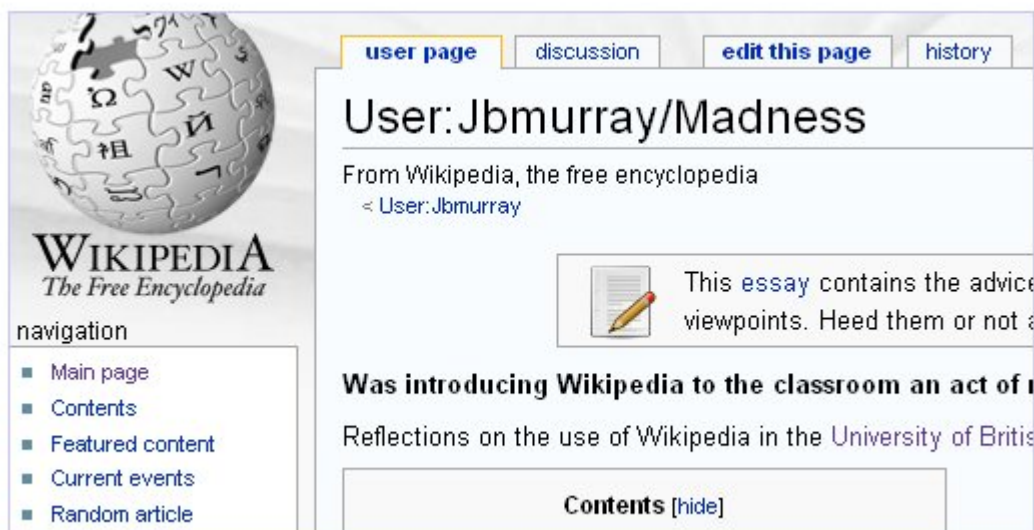 user page
discussion
edit this page
history
User:Jbmurray/Madness
From Wikipedia, the free encyclopedia
< User:Jbmurray
WIKIPEDIA
The Free Encyclopedia
This essay contains the advice
viewpoints. Heed them or not
navigation
Main page
Contents
Featured content
Current events
Random article
Was introducing Wikipedia to the classroom an act of
Reflections on the use of Wikipedia in the University of Britis
Contents [hide]